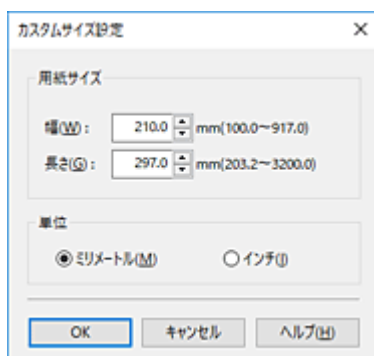 カスタムサイズ設定
用紙サイズ
幅(W)： 210.0 mm(100.0～917.0)
長さ(G)： 297.0 mm(203.2～3200.0)
単位
ミリメートル(M) インチ(I)
OK キャンセル ヘルプ(H)